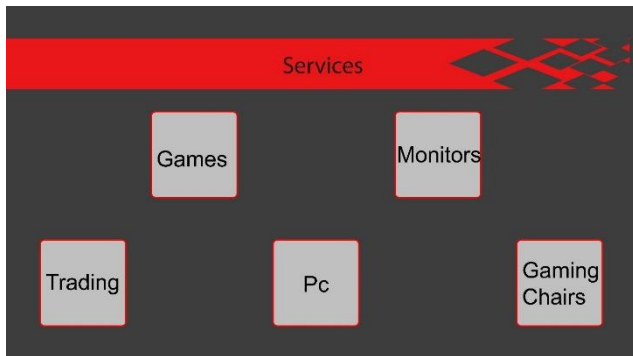 Services
Games
Monitors
Trading
Pc
Gaming
Chairs